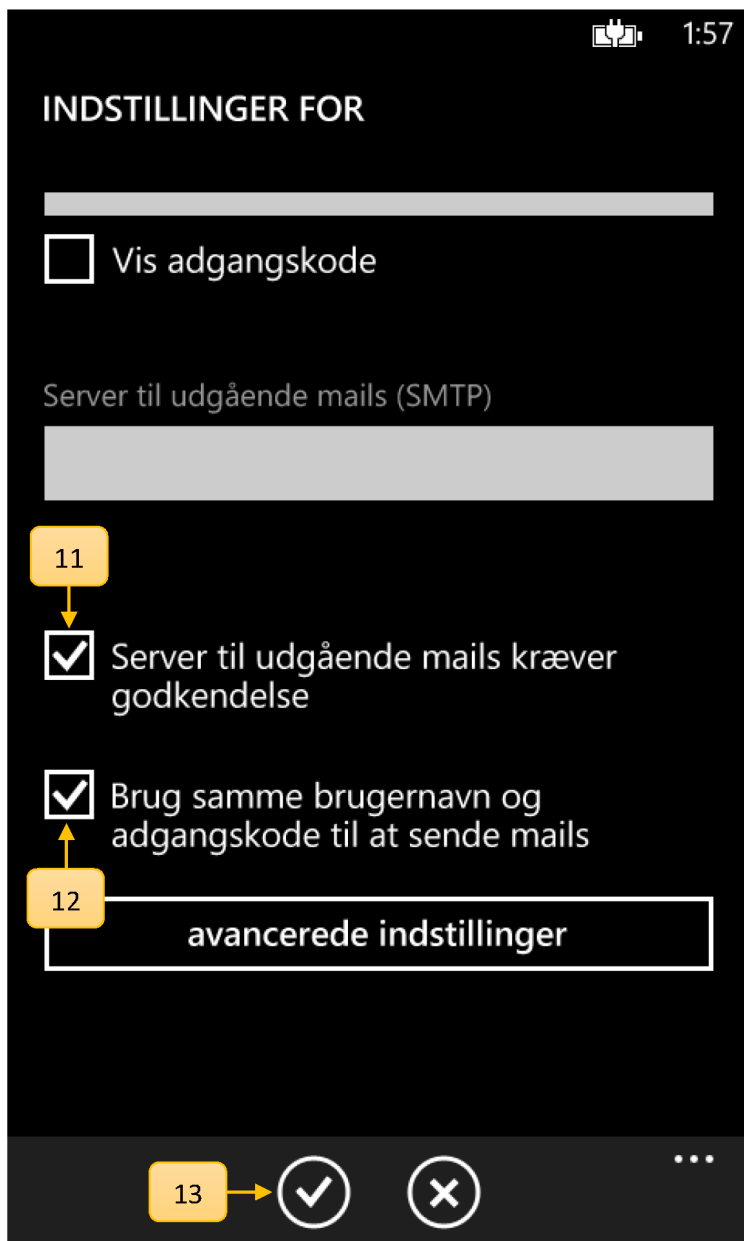 1:57
INDSTILLINGER FOR
Vis adgangskode
Server til udgående mails (SMTP)
11
Server til udgående mails kræver
godkendelse
Brug samme brugernavn og
adgangskode til at sende mails
12
avancerede indstillinger
13